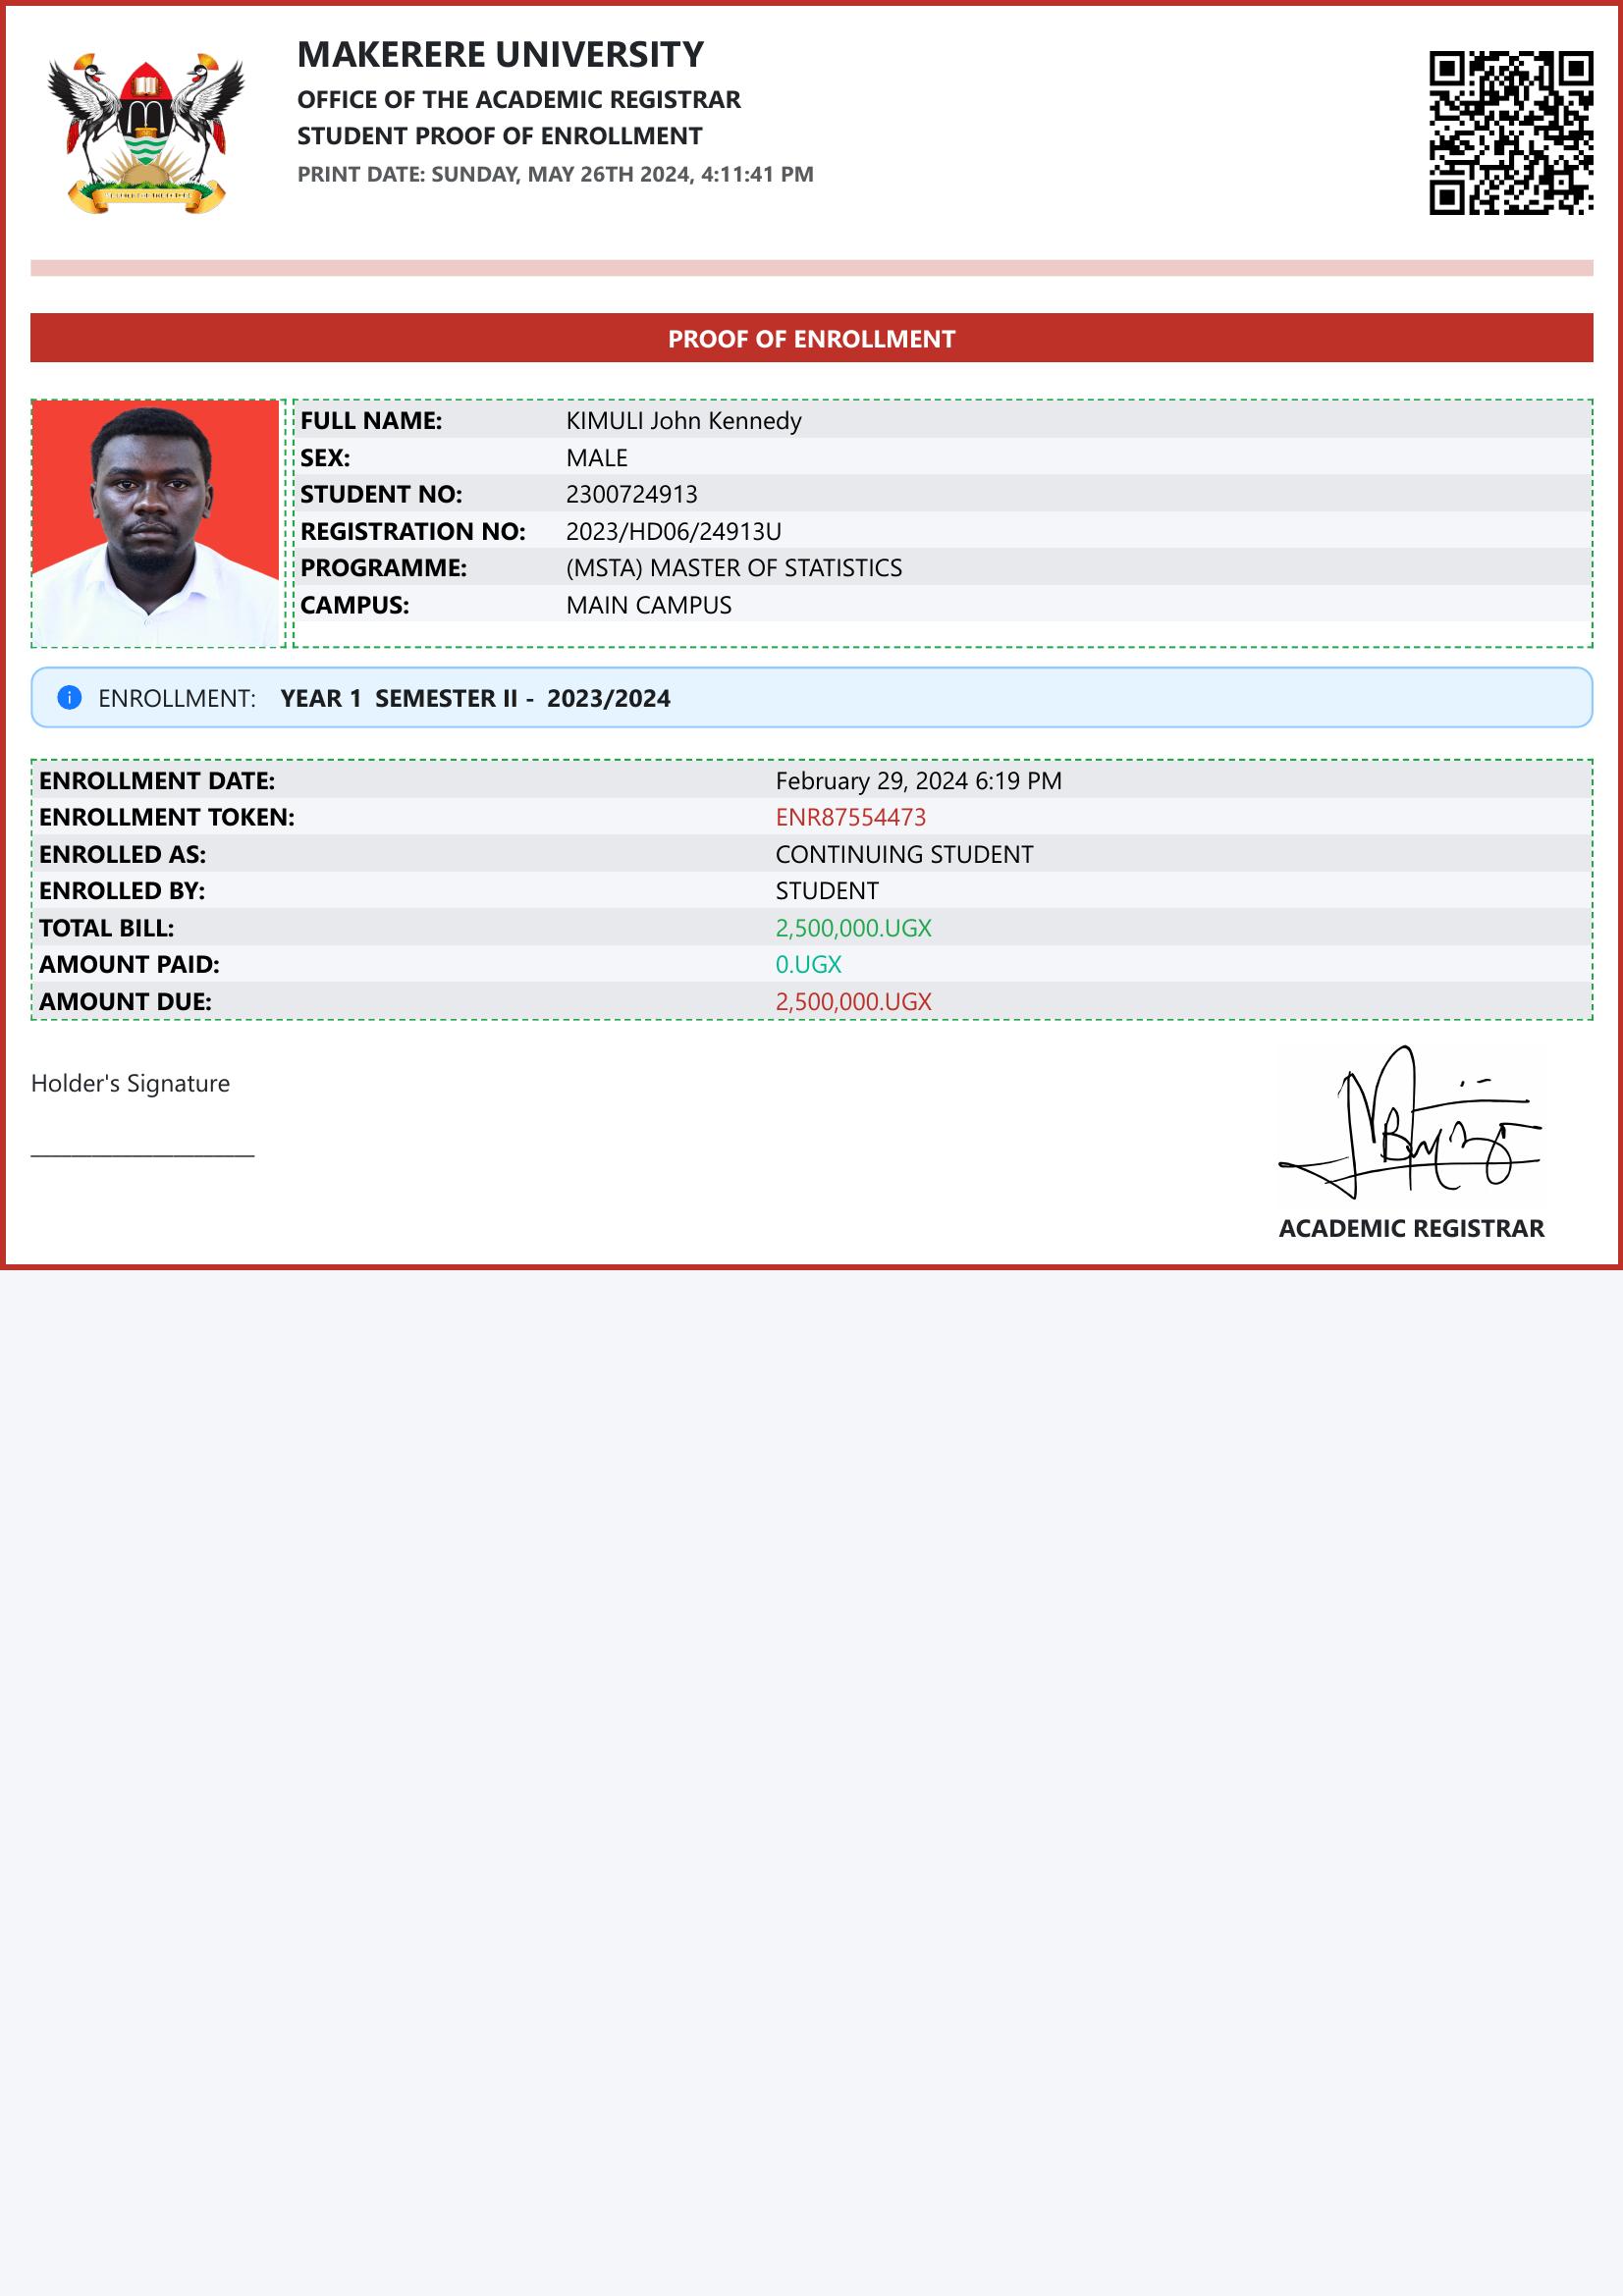 MAKERERE UNIVERSITY
OFFICE OF THE ACADEMIC REGISTRAR
STUDENT PROOF OF ENROLLMENT
PRINT DATE: SUNDAY, MAY 26TH 2024, 4:11:41 PM
PROOF OF ENROLLMENT
FULL NAME: KIMULI John Kennedy
SEX: MALE
STUDENT NO: 2300724913
REGISTRATION NO: 2023/HD06/24913U
PROGRAMME: (MSTA) MASTER OF STATISTICS
CAMPUS: MAIN CAMPUS
ENROLLMENT: YEAR 1 SEMESTER II - 2023/2024
ENROLLMENT DATE: February 29, 2024 6:19 PM
ENROLLMENT TOKEN: ENR87554473
ENROLLED AS: CONTINUING STUDENT
ENROLLED BY: STUDENT
TOTAL BILL: 2,500,000.UGX
AMOUNT PAID: 0.UGX
AMOUNT DUE: 2,500,000.UGX
Holder's Signature
ACADEMIC REGISTRAR